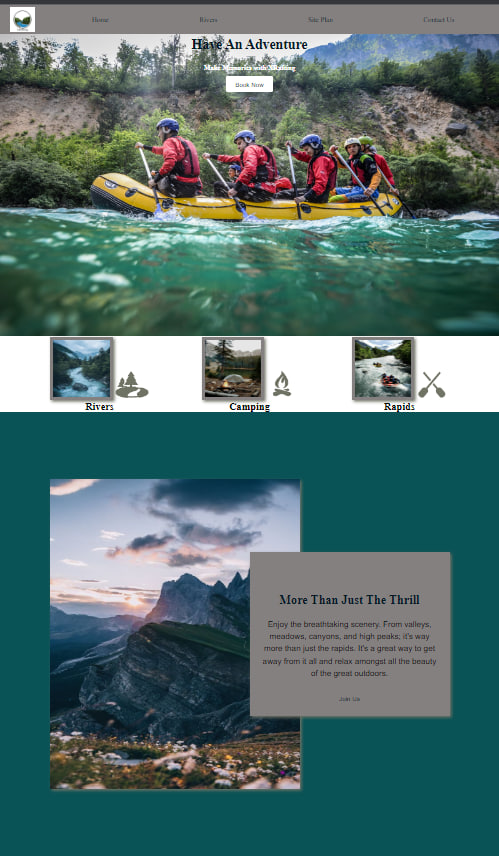 Home Rivers Site Plan Contact Us
Have An Adventure
Make Memories with
Book Now
Rivers Camping Rapids
More Than Just The Thrill
Enjoy the breathtaking scenery. From valleys,
meadows, canyons, and high peaks; it's way
more than just the rapids. It's a great way to get
away from it all and relax amongst all the beauty
of the great outdoors.
Join Us